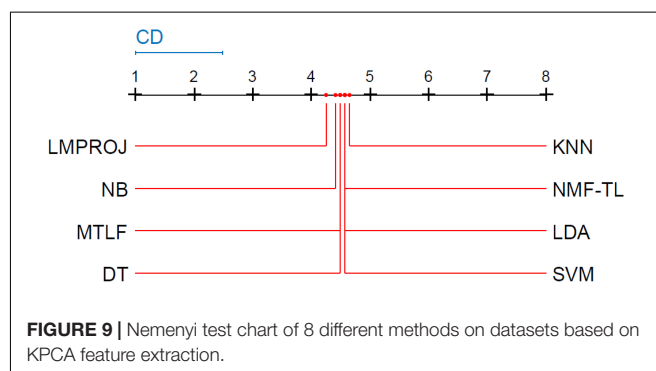 CD
1 2 3 4 5 6 7 8
LMPROJ KNN
NB NMF-TL
MTLF LDA
DT SVM
FIGURE 9 | Nemenyi test chart of 8 different methods on datasets based on
KPCA feature extraction.